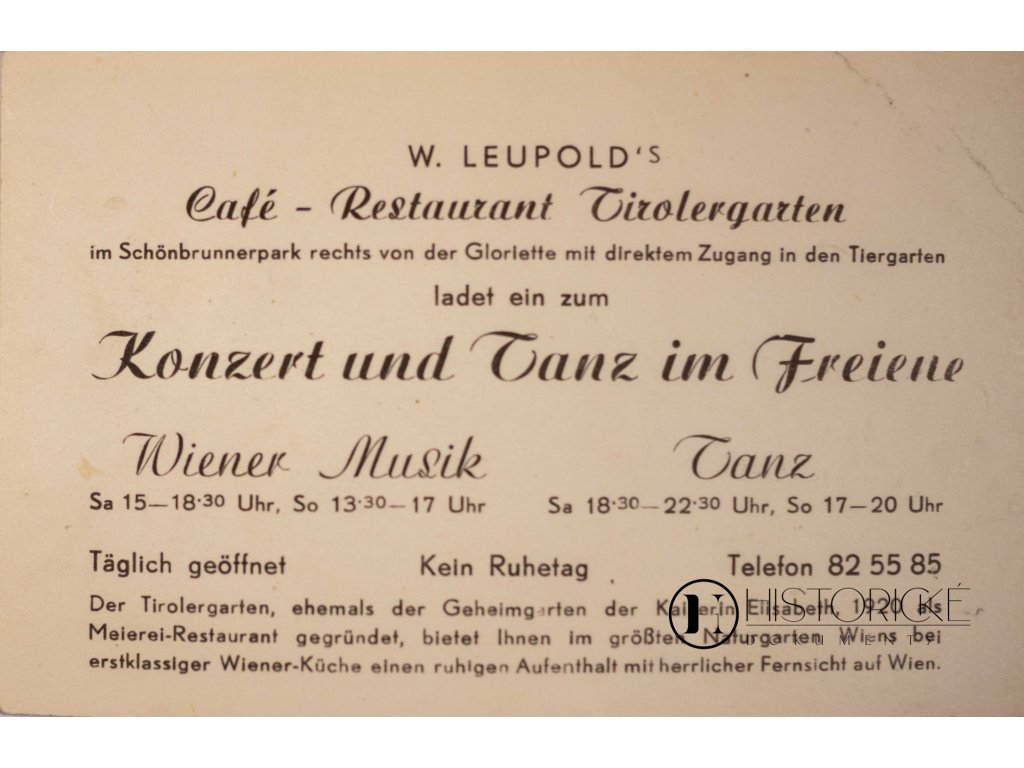 W. LEUPOLD'S
Café - Restaurant Tirolergarten
im Schönbrunnerpark rechts von der Gloriette mit direktem Zugang in den Tiergarten
ladet ein zum
Konzert und Tanz im Freiene
Wiener Musik Tanz
Sa 15—18·30 Uhr, So 13·30—17 Uhr Sa 18·30—22·30 Uhr, So 17—20 Uhr
Täglich geöffnet Kein Ruhetag Telefon 82 55 85
Der Tirolergarten, ehemals der Geheimgarten der Kaiserin Elisabeth, 1920 als
Meierei-Restaurant gegründet, bietet Ihnen im größten Naturgarten Wiens bei
erstklassiger Wiener-Küche einen ruhigen Aufenthalt mit herrlicher Fernsicht auf Wien.
HISTORICKÉ
DOKUMENTY